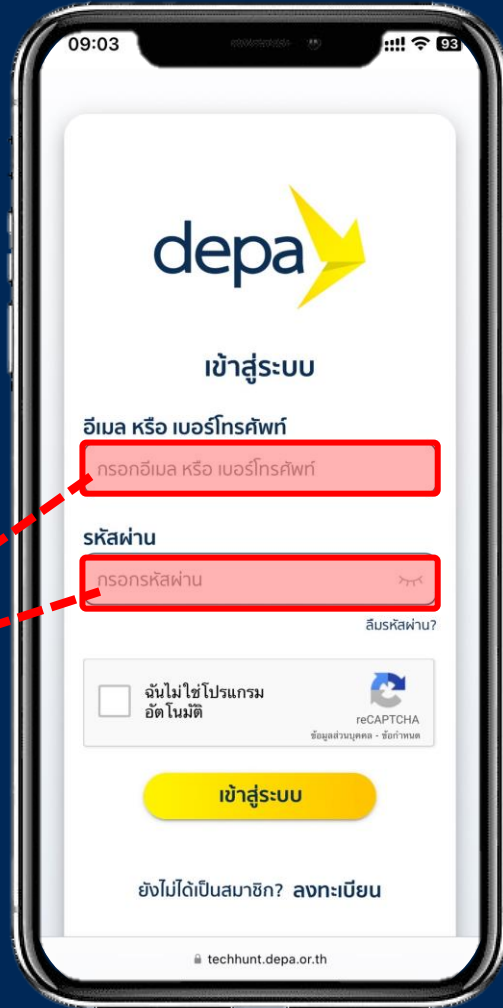 09:03
93
depa
เข้าสู่ระบบ
อีเมล หรือ เบอร์โทรศัพท์
กรอกอีเมล หรือ เบอร์โทรศัพท์
รหัสผ่าน
กรอกรหัสผ่าน
ลืมรหัสผ่าน?
ฉันไม่ใช่โปรแกรม
อัตโนมัติ
reCAPTCHA
ข้อมูลส่วนบุคคล - ข้อกำหนด
เข้าสู่ระบบ
ยังไม่ได้เป็นสมาชิก? ลงทะเบียน
techhunt.depa.or.th